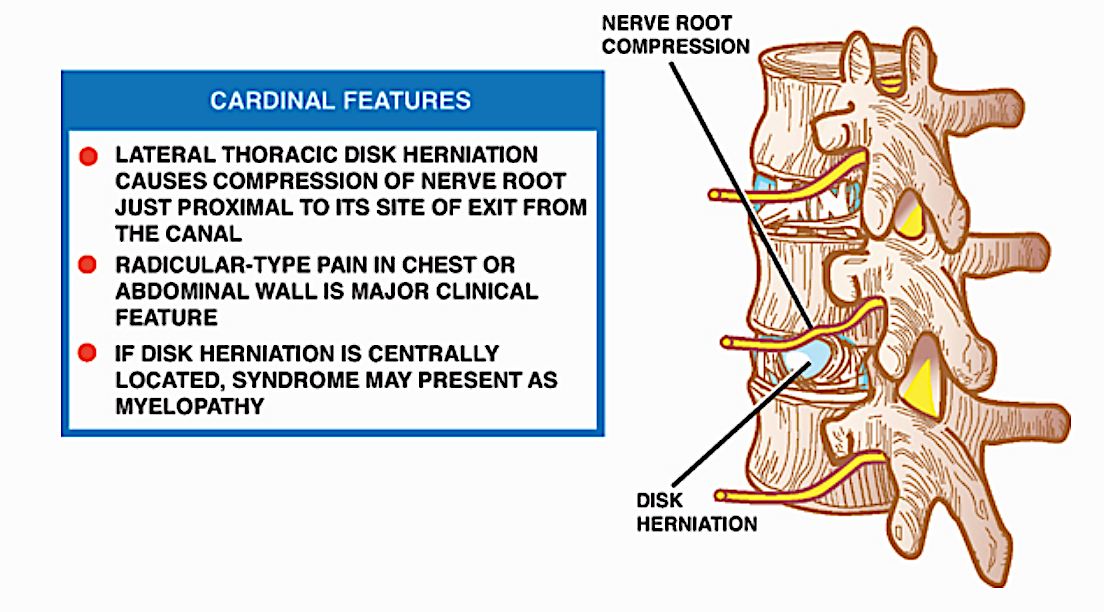 NERVE ROOT
COMPRESSION
CARDINAL FEATURES
LATERAL THORACIC DISK HERNIATION
CAUSES COMPRESSION OF NERVE ROOT
JUST PROXIMAL TO ITS SITE OF EXIT FROM
THE CANAL
RADICULAR-TYPE PAIN IN CHEST OR
ABDOMINAL WALL IS MAJOR CLINICAL
FEATURE
IF DISK HERNIATION IS CENTRALLY
LOCATED, SYNDROME MAY PRESENT AS
MYELOPATHY
DISK
HERNIATION